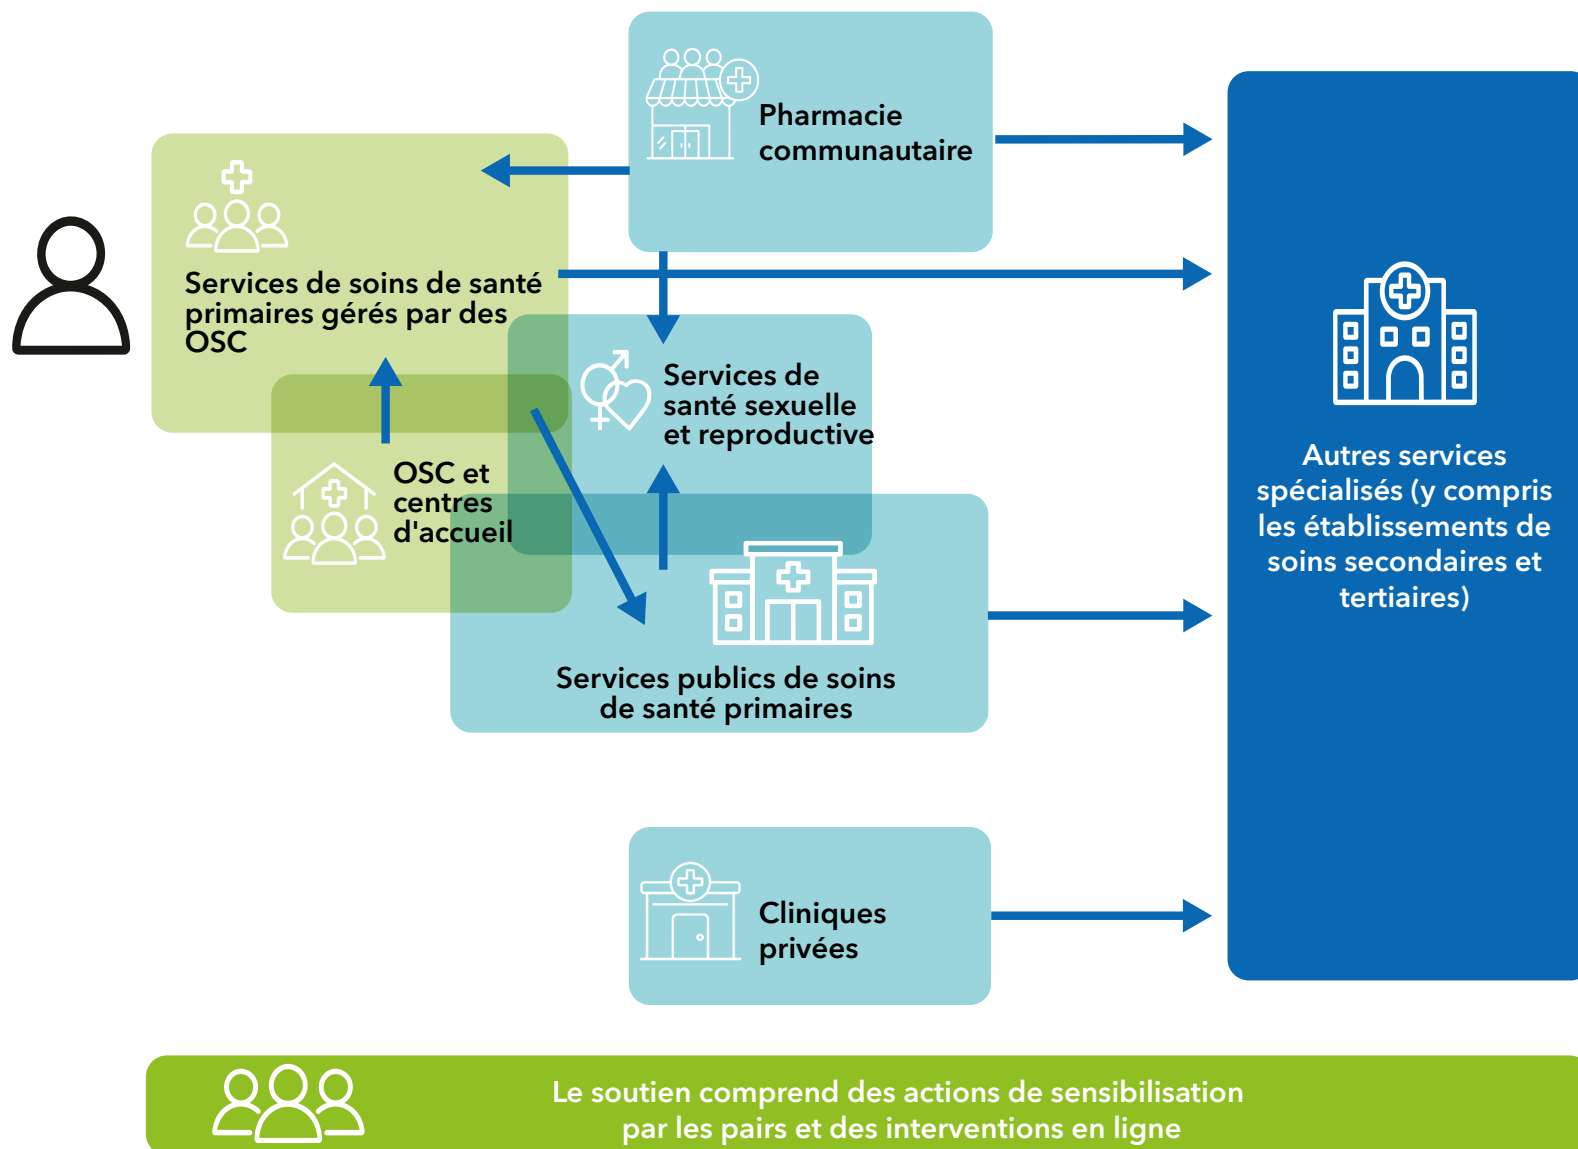 Pharmacie
communautaire
Services de soins de santé
primaires gérés par des
OSC
Services de
santé sexuelle
et reproductive
OSC et
centres
d'accueil
Services publics de soins
de santé primaires
Autres services
spécialisés (y compris
les établissements de
soins secondaires et
tertiaires)
Cliniques
privées
Le soutien comprend des actions de sensibilisation
par les pairs et des interventions en ligne